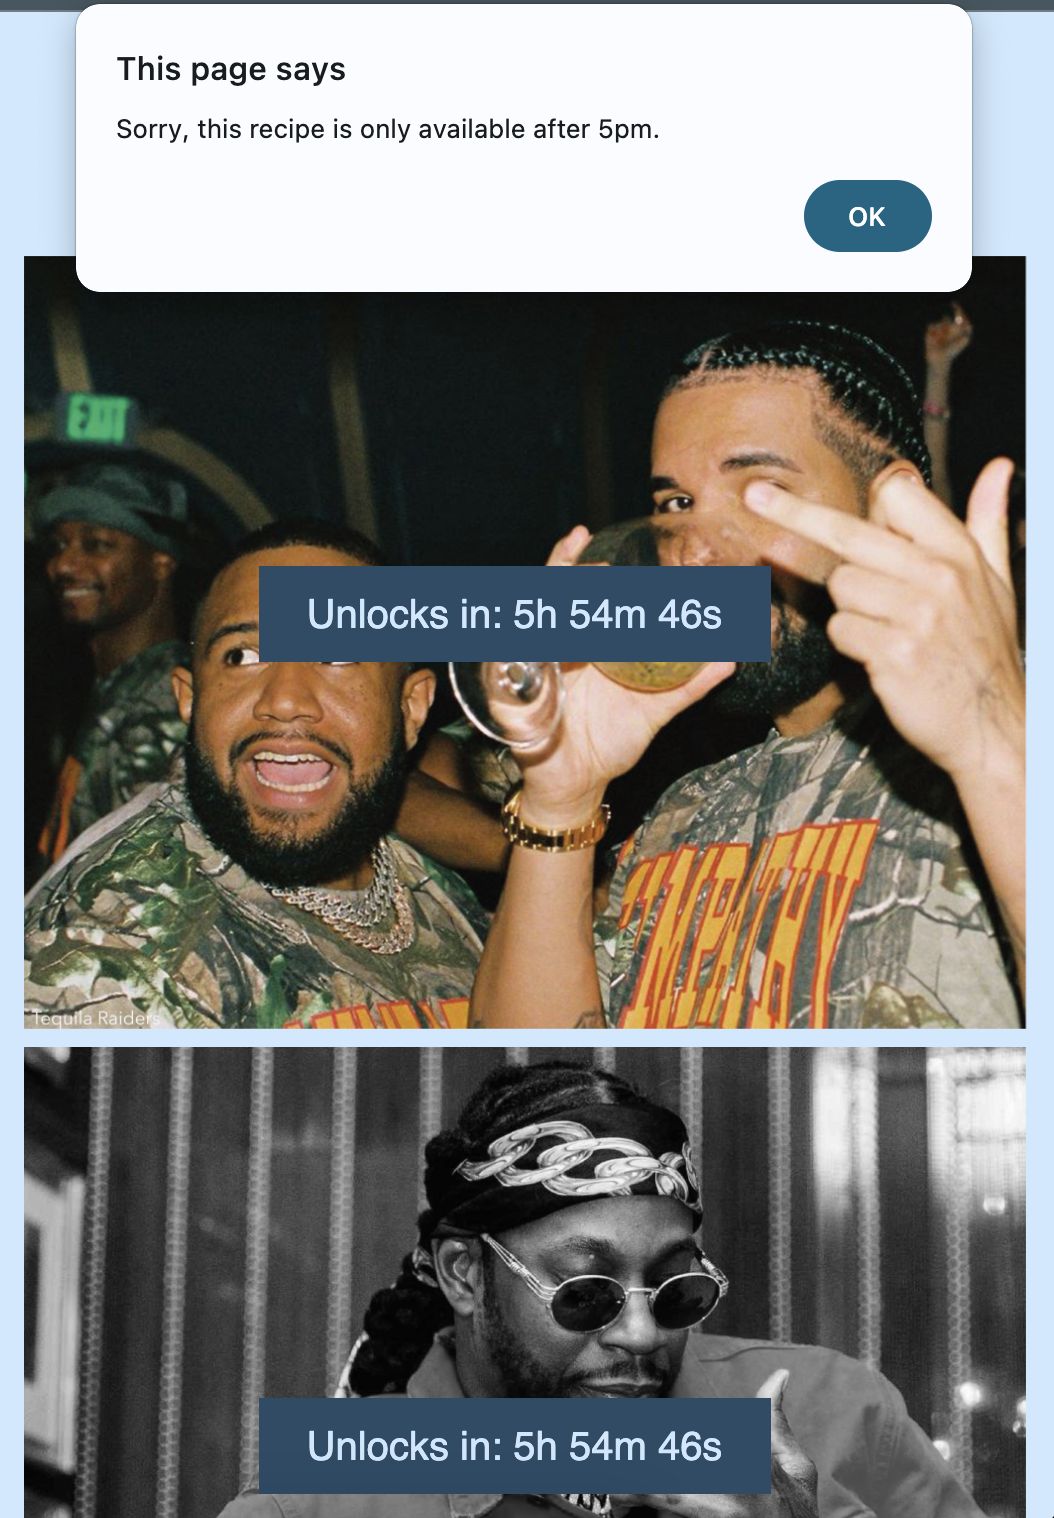 This page says
Sorry, this recipe is only available after 5pm.
OK
EXIT
Unlocks in: 5h 54m 46s
Tequila Raiders
Unlocks in: 5h 54m 46s